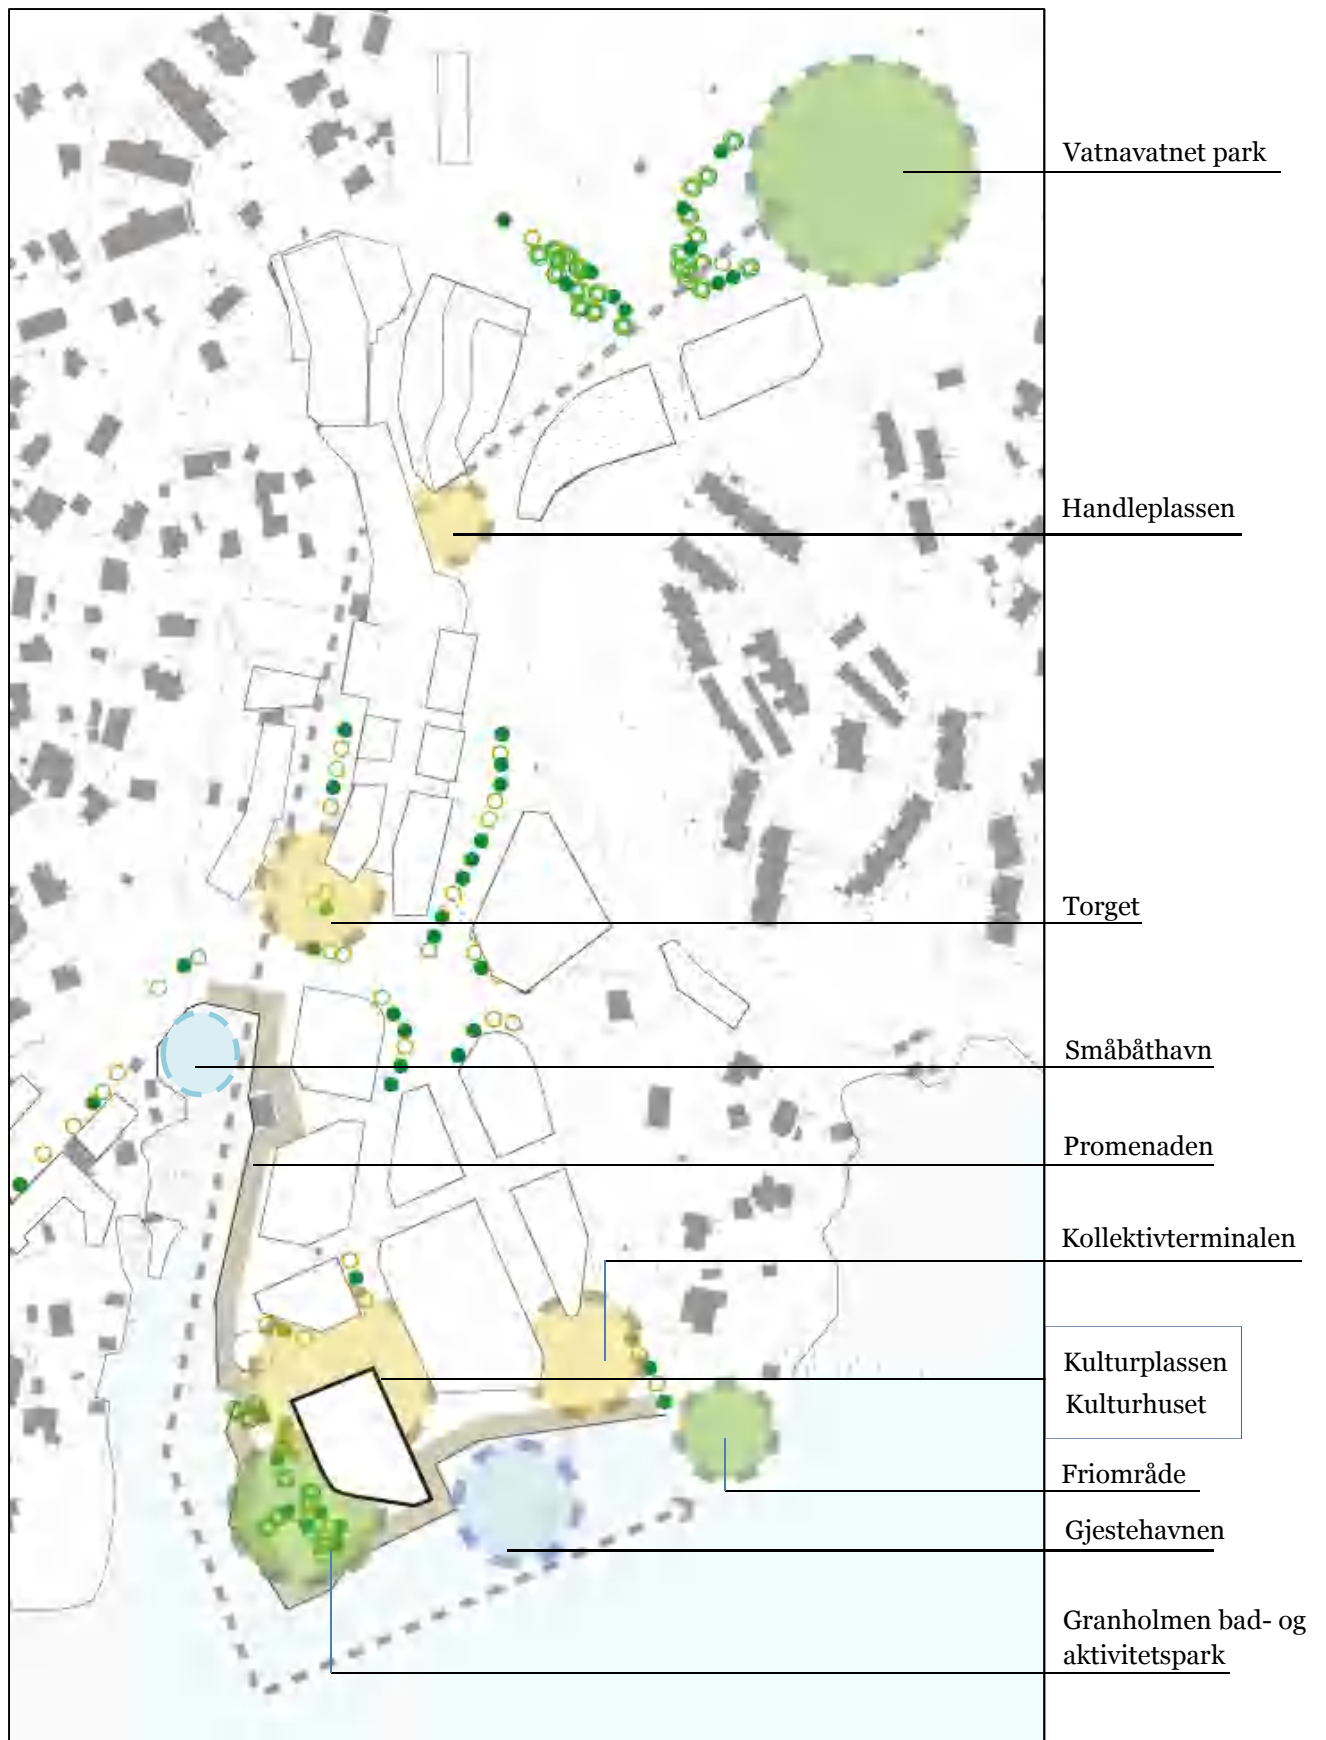 Vatnavatnet park
Handleplassen
Torget
Småbåthavn
Promenaden
Kollektivterminalen
Kulturplassen
Kulturhuset
Friområde
Gjestehavnen
Granholmen bad- og
aktivitetspark